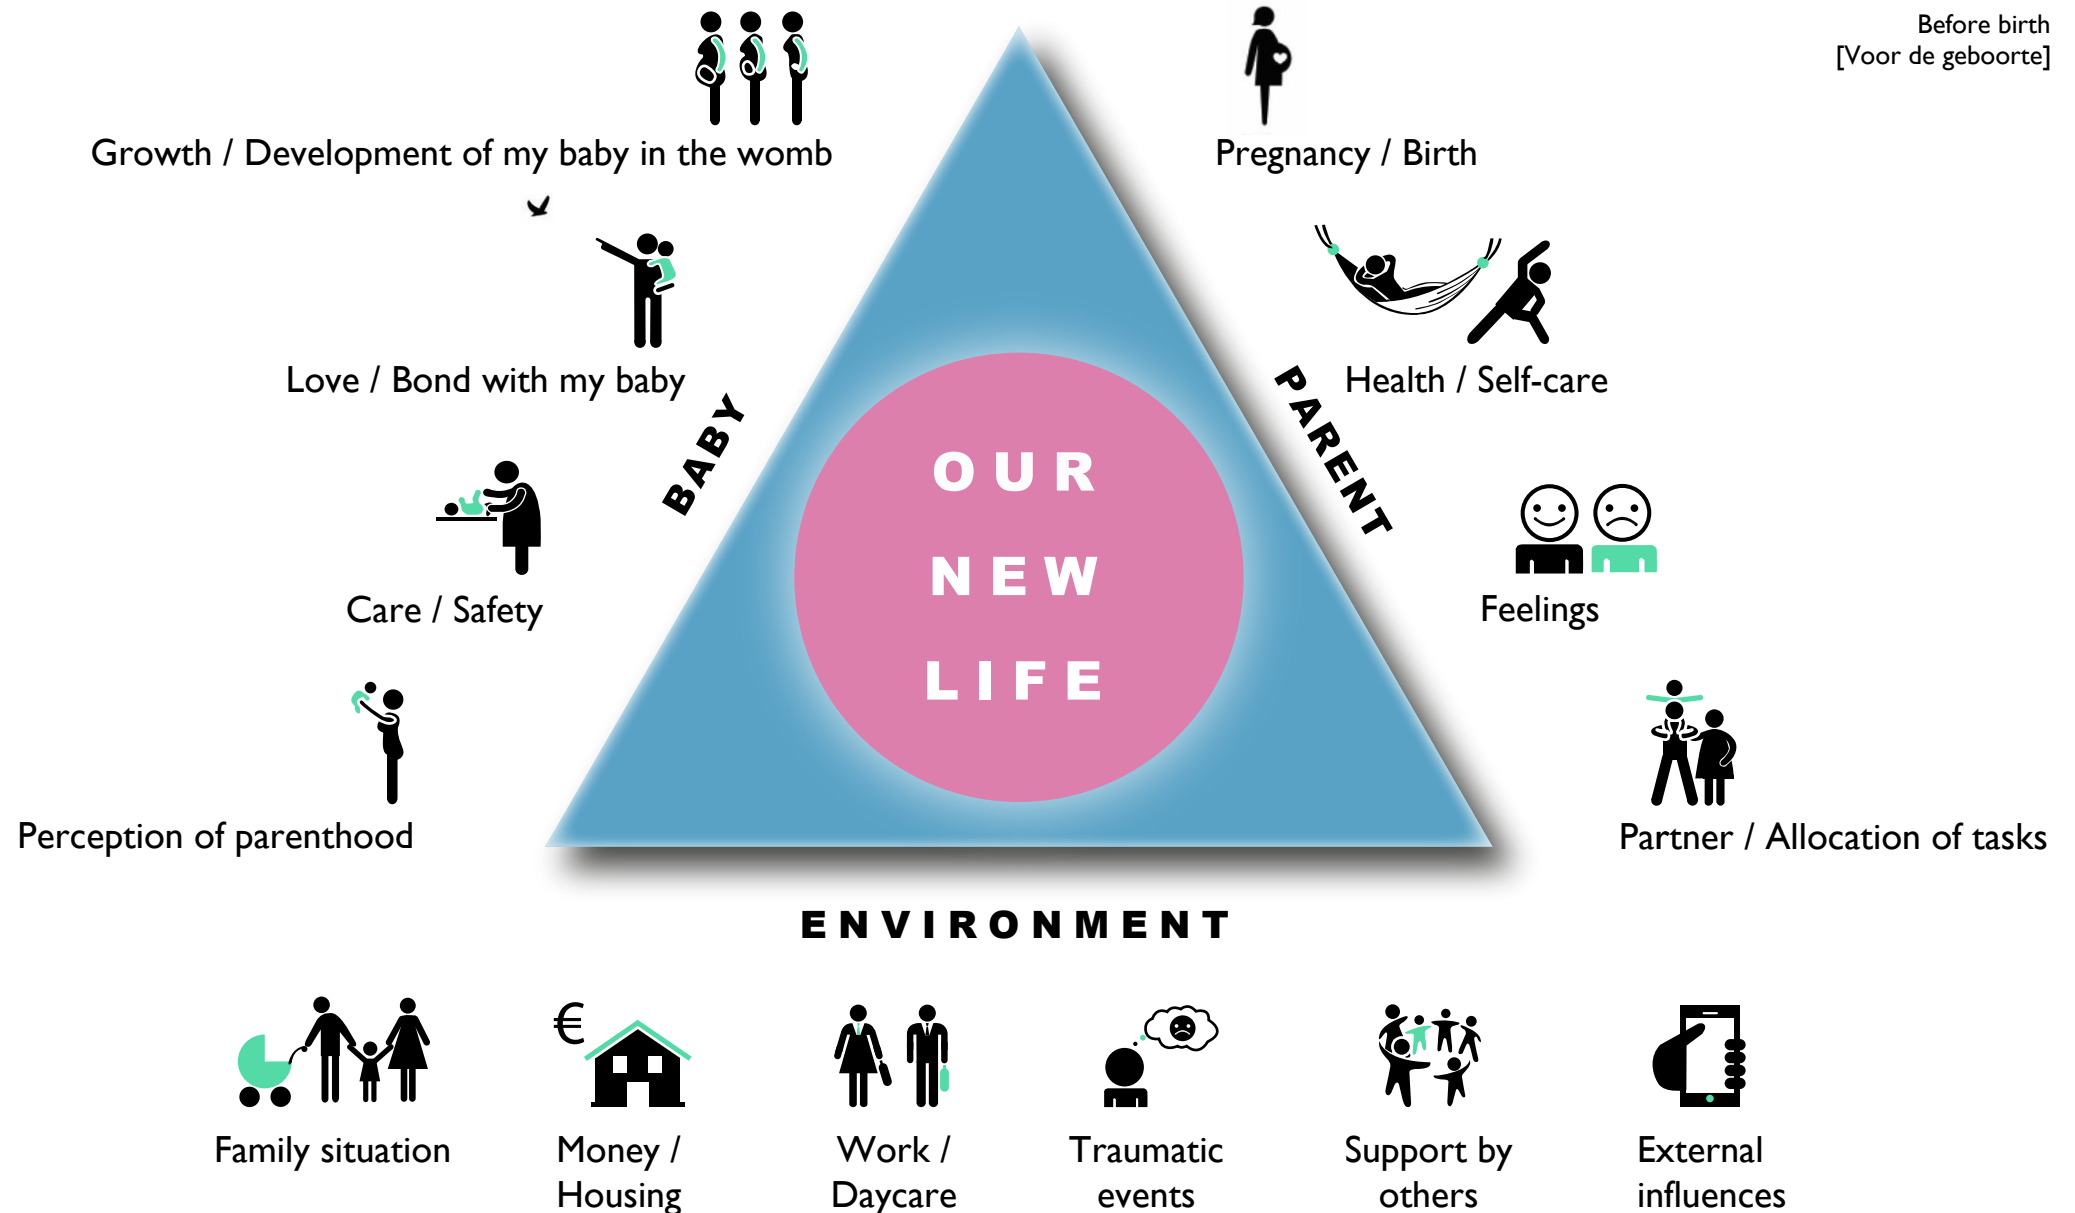 Before birth
[Voor de geboorte]
Growth / Development of my baby in the womb
Pregnancy / Birth
Love / Bond with my baby
Health / Self-care
BABY
PARENT
OUR
NEW
LIFE
Care / Safety
Feelings
Perception of parenthood
Partner / Allocation of tasks
ENVIRONMENT
€
Family situation
Money /
Housing
Work /
Daycare
Traumatic
events
Support by
others
External
influences